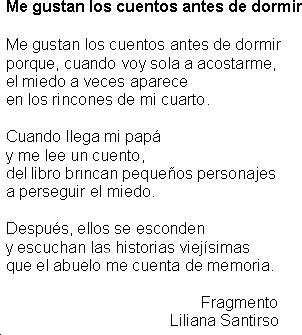 Me gustan los cuentos antes de dormir
Me gustan los cuentos antes de dormir
porque, cuando voy sola a acostarme,
el miedo a veces aparece
en los rincones de mi cuarto.
Cuando llega mi papá
y me lee un cuento,
del libro brincan pequeños personajes
a perseguir el miedo.
Después, ellos se esconden
y escuchan las historias viejísimas
que el abuelo me cuenta de memoria.
Fragmento
Liliana Santirso